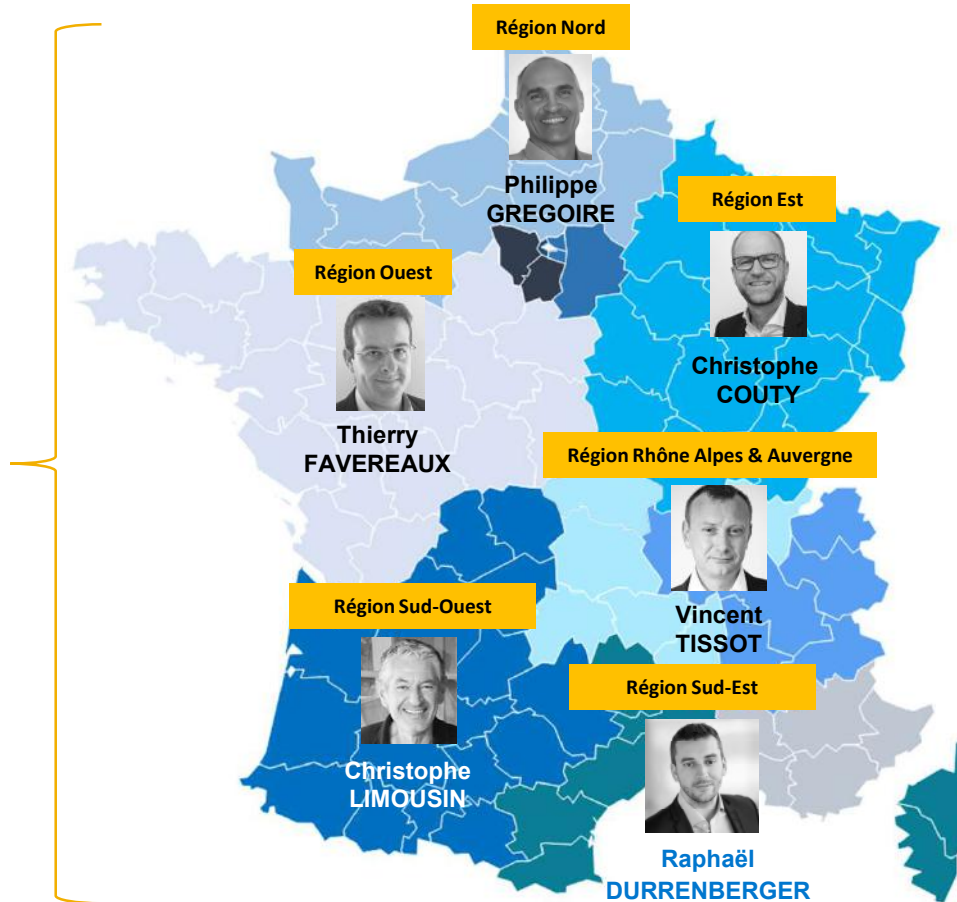 Région Nord
Philippe
GREGOIRE
Région Est
Christophe
COUTY
Région Ouest
Thierry
FAVEREAUX
Région Rhône Alpes & Auvergne
Vincent
TISSOT
Région Sud-Ouest
Christophe
LIMOUSIN
Région Sud-Est
Raphaël
DURRENBERGER